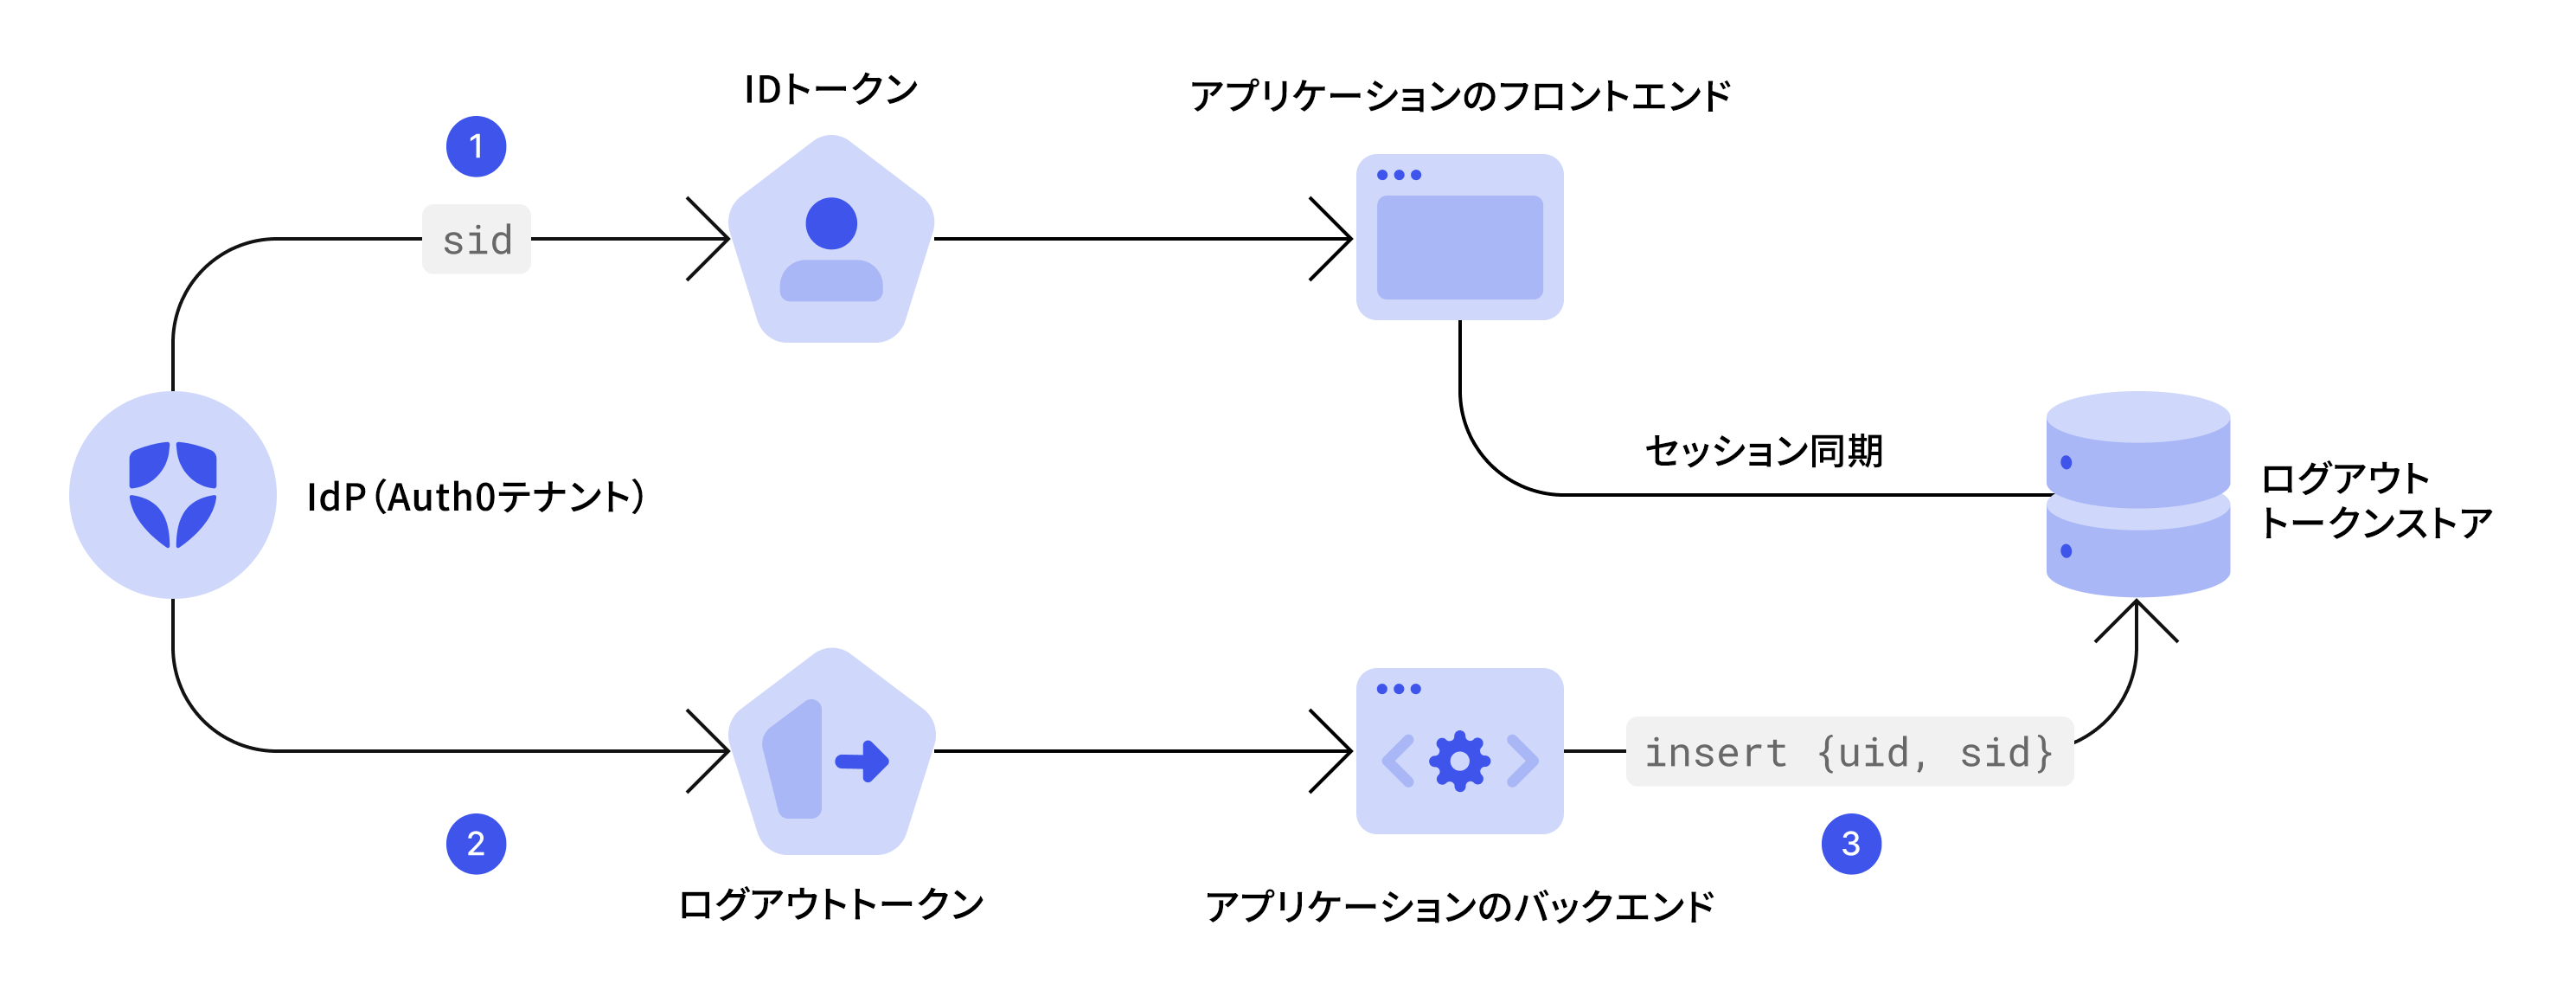 IDトークン
アプリケーションのフロントエンド
1
sid
セッション同期
IdP（Auth0テナント）
ログアウト
トークンストア
insert {uid, sid}
2
3
ログアウトトークン
アプリケーションのバックエンド